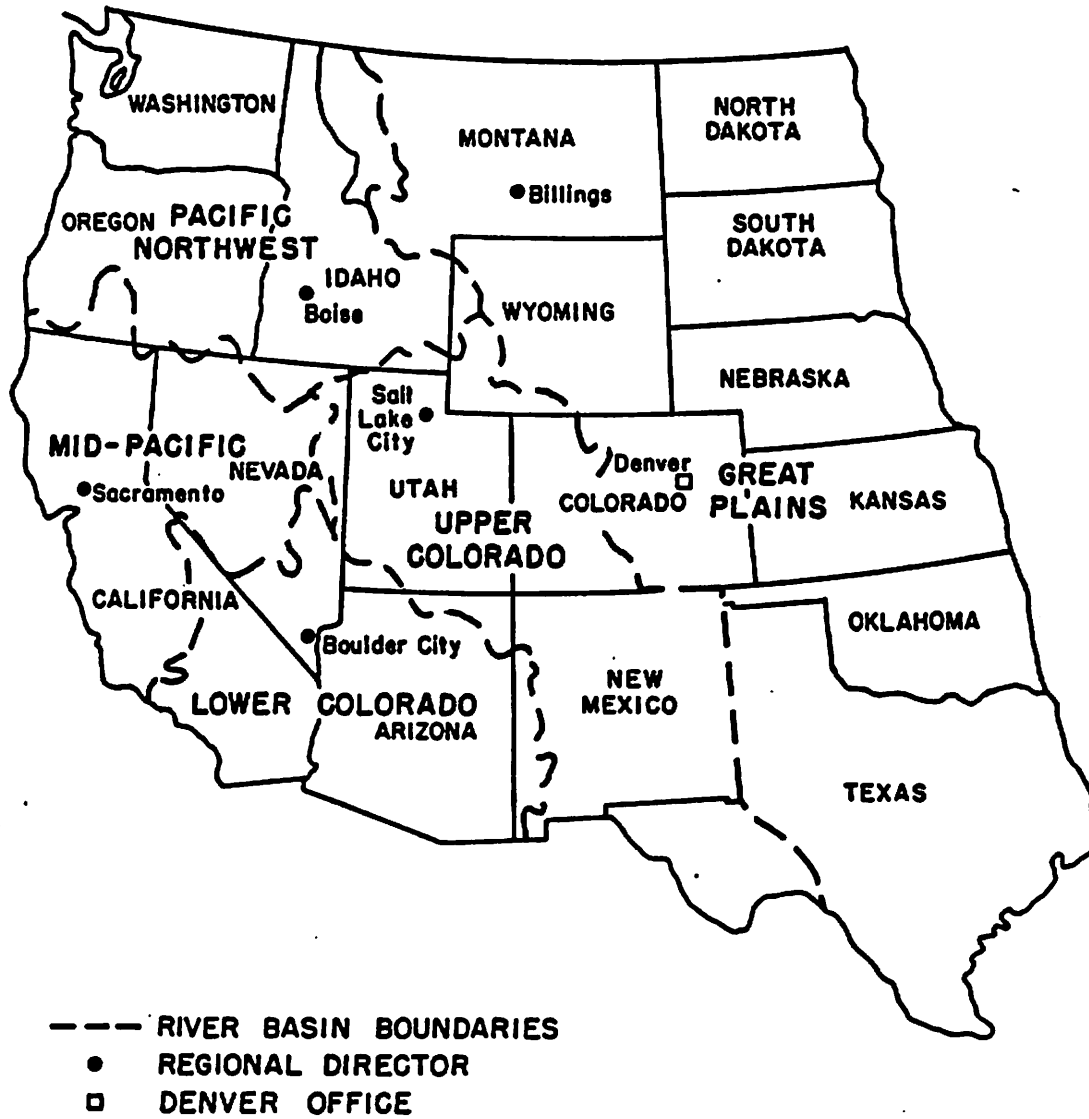 WASHINGTON
NORTH
DAKOTA
MONTANA
Billings
OREGON
PACIFIC
NORTHWEST
SOUTH
DAKOTA
IDAHO
Boise
WYOMING
NEBRASKA
Salt
Lake
City
MID-PACIFIC
NEVADA
Sacramento
UTAH
Denver
COLORADO
GREAT
PLAINS
KANSAS
UPPER
COLORADO
CALIFORNIA
Boulder City
OKLAHOMA
LOWER COLORADO
ARIZONA
NEW
MEXICO
TEXAS
RIVER BASIN BOUNDARIES
REGIONAL DIRECTOR
DENVER OFFICE